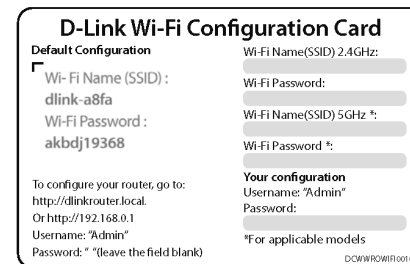 D-Link Wi-Fi Configuration Card
Default Configuration
Wi- Fi Name (SSID) :
dlink-a8fa
Wi-Fi Password :
akbdj19368
To configure your router, go to:
http://dlinkrouter.local.
Or http://192.168.0.1
Username: "Admin"
Password: " "(leave the field blank)
Wi-Fi Name(SSID) 2.4GHz:
Wi-Fi Password:
Wi-Fi Name(SSID) 5GHz *:
Wi-Fi Password *:
Your configuration
Username: "Admin"
Password:
*For applicable models